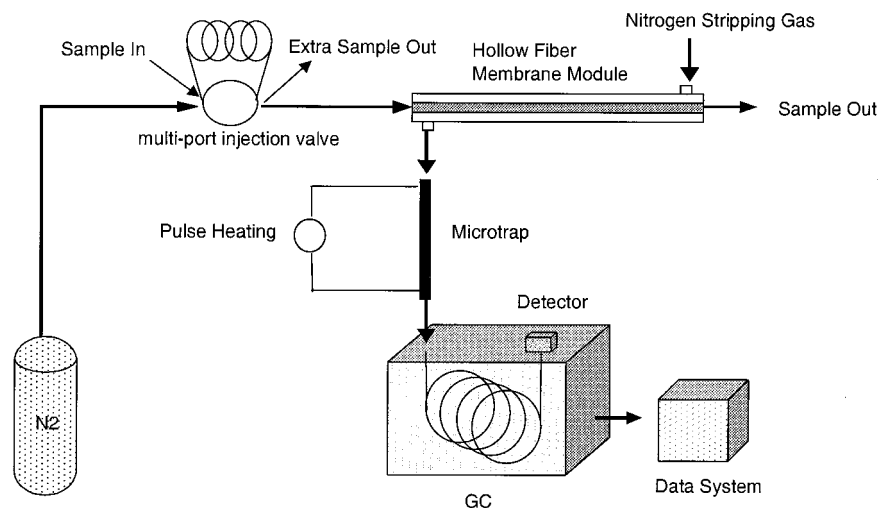 Nitrogen Stripping Gas
Sample In
Extra Sample Out
Hollow Fiber
Membrane Module
Sample Out
multi-port injection valve
Pulse Heating
Microtrap
Detector
N2
Data System
GC